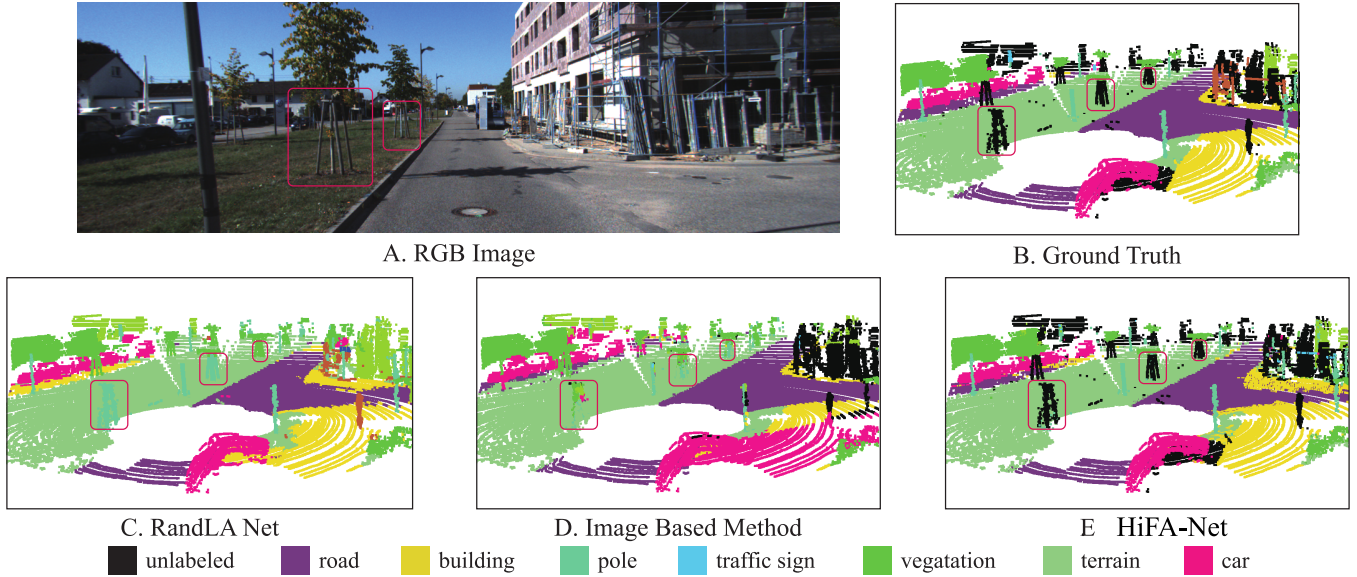 A. RGB Image
B. Ground Truth
C. RandLA Net
D. Image Based Method
E HiFA-Net
unlabeled
road
building
pole
traffic sign
vegatation
terrain
car